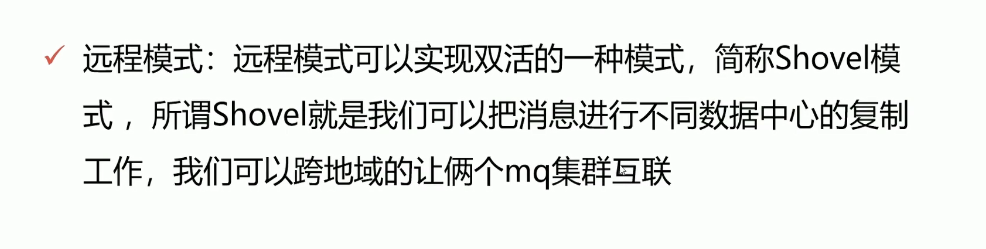 远程模式：远程模式可以实现双活的一种模式，简称Shovel模
式 ，所谓Shovel就是我们可以把消息进行不同数据中心的复制
工作，我们可以跨地域的让俩个mq集群互联